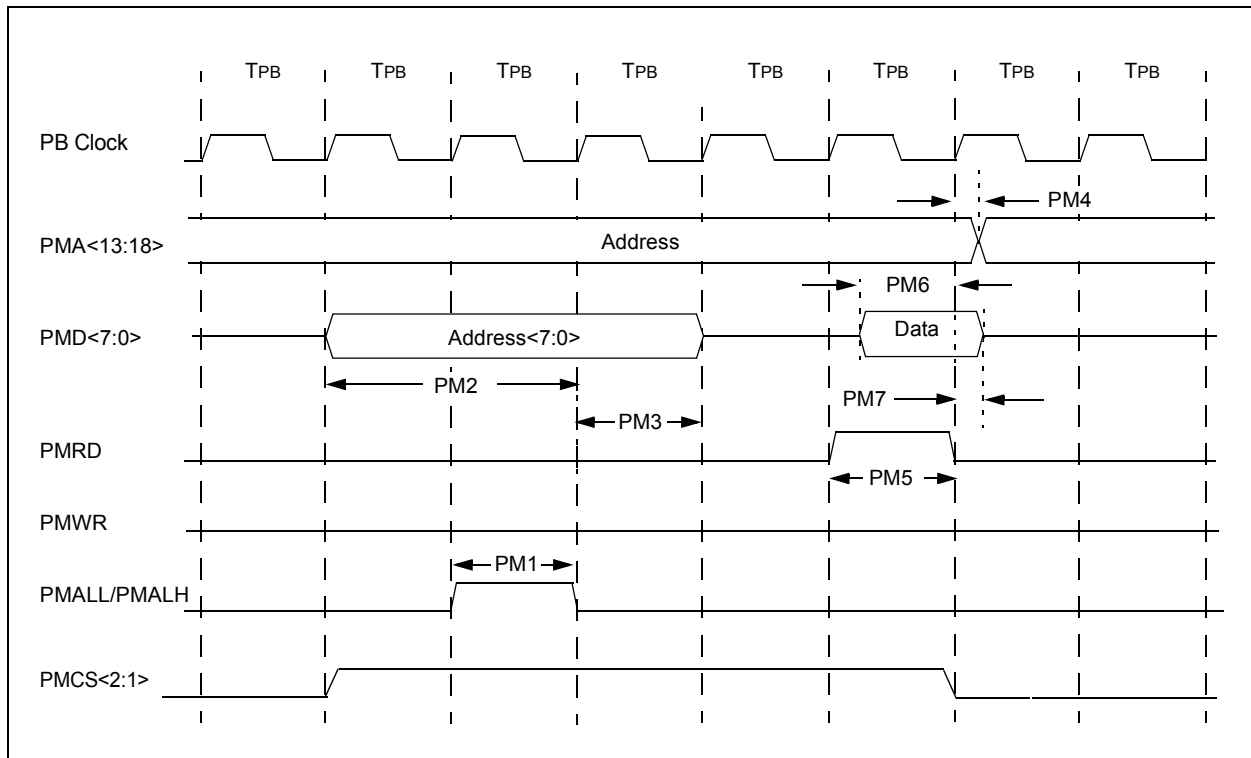 TPB TPB TPB TPB TPB TPB TPB TPB
PB Clock
PM4
PMA<13:18>
Address
PM6
PMD<7:0>
Address<7:0>
Data
PM2
PM7
PM3
PMRD
PM5
PMWR
PM1
PMALL/PMALH
PMCS<2:1>